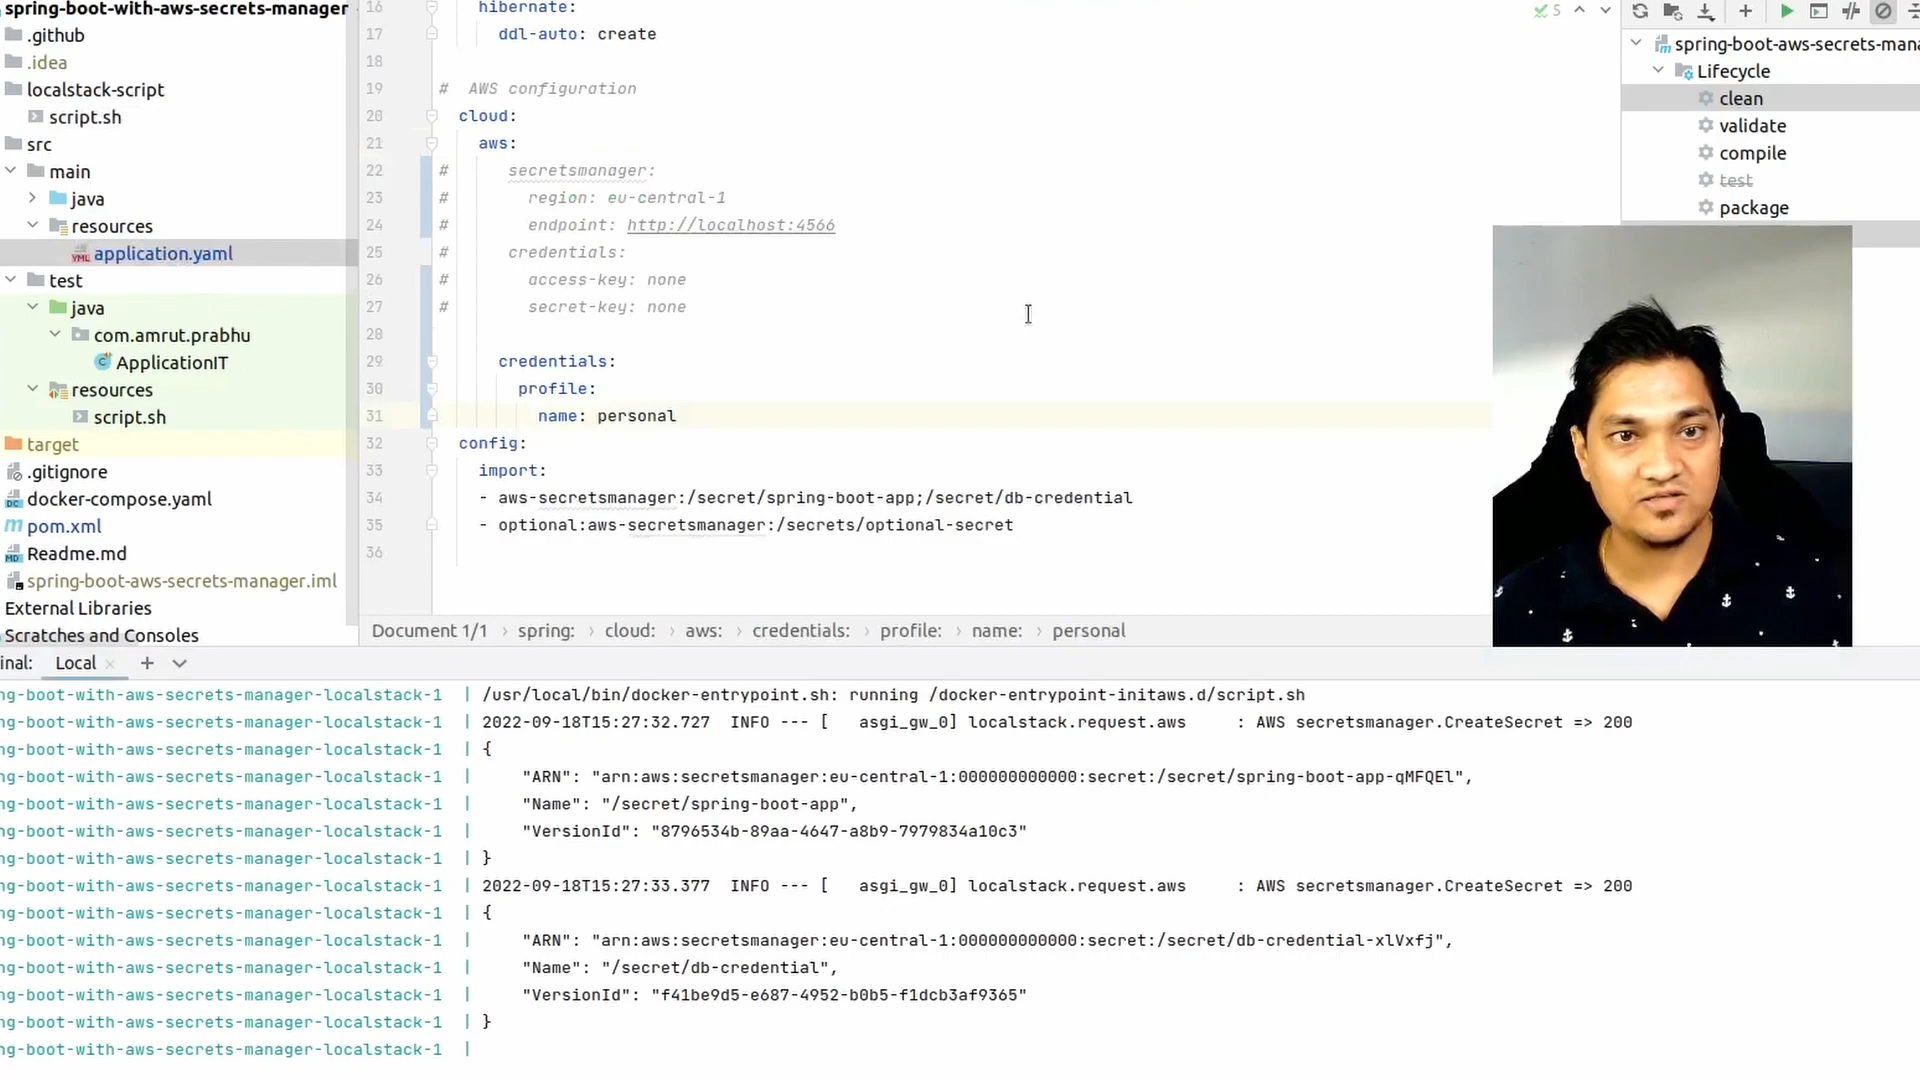 spring-boot-with-aws-secrets-manager
.github
.idea
localstack-script
script.sh
src
main
java
resources
application.yaml
test
java
com.amrut.prabhu
ApplicationIT
resources
script.sh
target
.gitignore
docker-compose.yaml
pom.xml
Readme.md
spring-boot-aws-secrets-manager.iml
External Libraries
Scratches and Consoles
16 hibernate:
17 ddl-auto: create
18
19 # AWS configuration
20 cloud:
21 aws:
22 # secretsmanager:
23 # region: eu-central-1
24 # endpoint: http://localhost:4566
25 # credentials:
26 # access-key: none
27 # secret-key: none
28
29 credentials:
30 profile:
31 name: personal
32 config:
33 import:
34 - aws-secretsmanager:/secret/spring-boot-app;/secret/db-credential
35 - optional:aws-secretsmanager:/secrets/optional-secret
36
5
spring-boot-aws-secrets-mana
Lifecycle
clean
validate
compile
test
package
Document 1/1 › spring: › cloud: › aws: › credentials: › profile: › name: › personal
inal: Local
ng-boot-with-aws-secrets-manager-localstack-1 | /usr/local/bin/docker-entrypoint.sh: running /docker-entrypoint-initaws.d/script.sh
ng-boot-with-aws-secrets-manager-localstack-1 | 2022-09-18T15:27:32.727 INFO --- [ asgi_gw_0] localstack.request.aws : AWS secretsmanager.CreateSecret => 200
ng-boot-with-aws-secrets-manager-localstack-1 | {
ng-boot-with-aws-secrets-manager-localstack-1 | "ARN": "arn:aws:secretsmanager:eu-central-1:000000000000:secret:/secret/spring-boot-app-qMFQEl",
ng-boot-with-aws-secrets-manager-localstack-1 | "Name": "/secret/spring-boot-app",
ng-boot-with-aws-secrets-manager-localstack-1 | "VersionId": "8796534b-89aa-4647-a8b9-7979834a10c3"
ng-boot-with-aws-secrets-manager-localstack-1 | }
ng-boot-with-aws-secrets-manager-localstack-1 | 2022-09-18T15:27:33.377 INFO --- [ asgi_gw_0] localstack.request.aws : AWS secretsmanager.CreateSecret => 200
ng-boot-with-aws-secrets-manager-localstack-1 | {
ng-boot-with-aws-secrets-manager-localstack-1 | "ARN": "arn:aws:secretsmanager:eu-central-1:000000000000:secret:/secret/db-credential-xlVxfj",
ng-boot-with-aws-secrets-manager-localstack-1 | "Name": "/secret/db-credential",
ng-boot-with-aws-secrets-manager-localstack-1 | "VersionId": "f41be9d5-e687-4952-b0b5-f1dcb3af9365"
ng-boot-with-aws-secrets-manager-localstack-1 | }
ng-boot-with-aws-secrets-manager-localstack-1 |